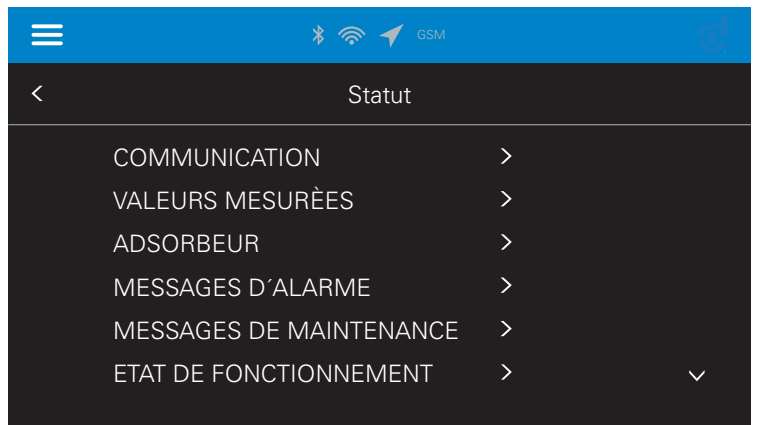 GSM
Statut
COMMUNICATION
VALEURS MESURÈES
ADSORBEUR
MESSAGES D´ALARME
MESSAGES DE MAINTENANCE
ETAT DE FONCTIONNEMENT